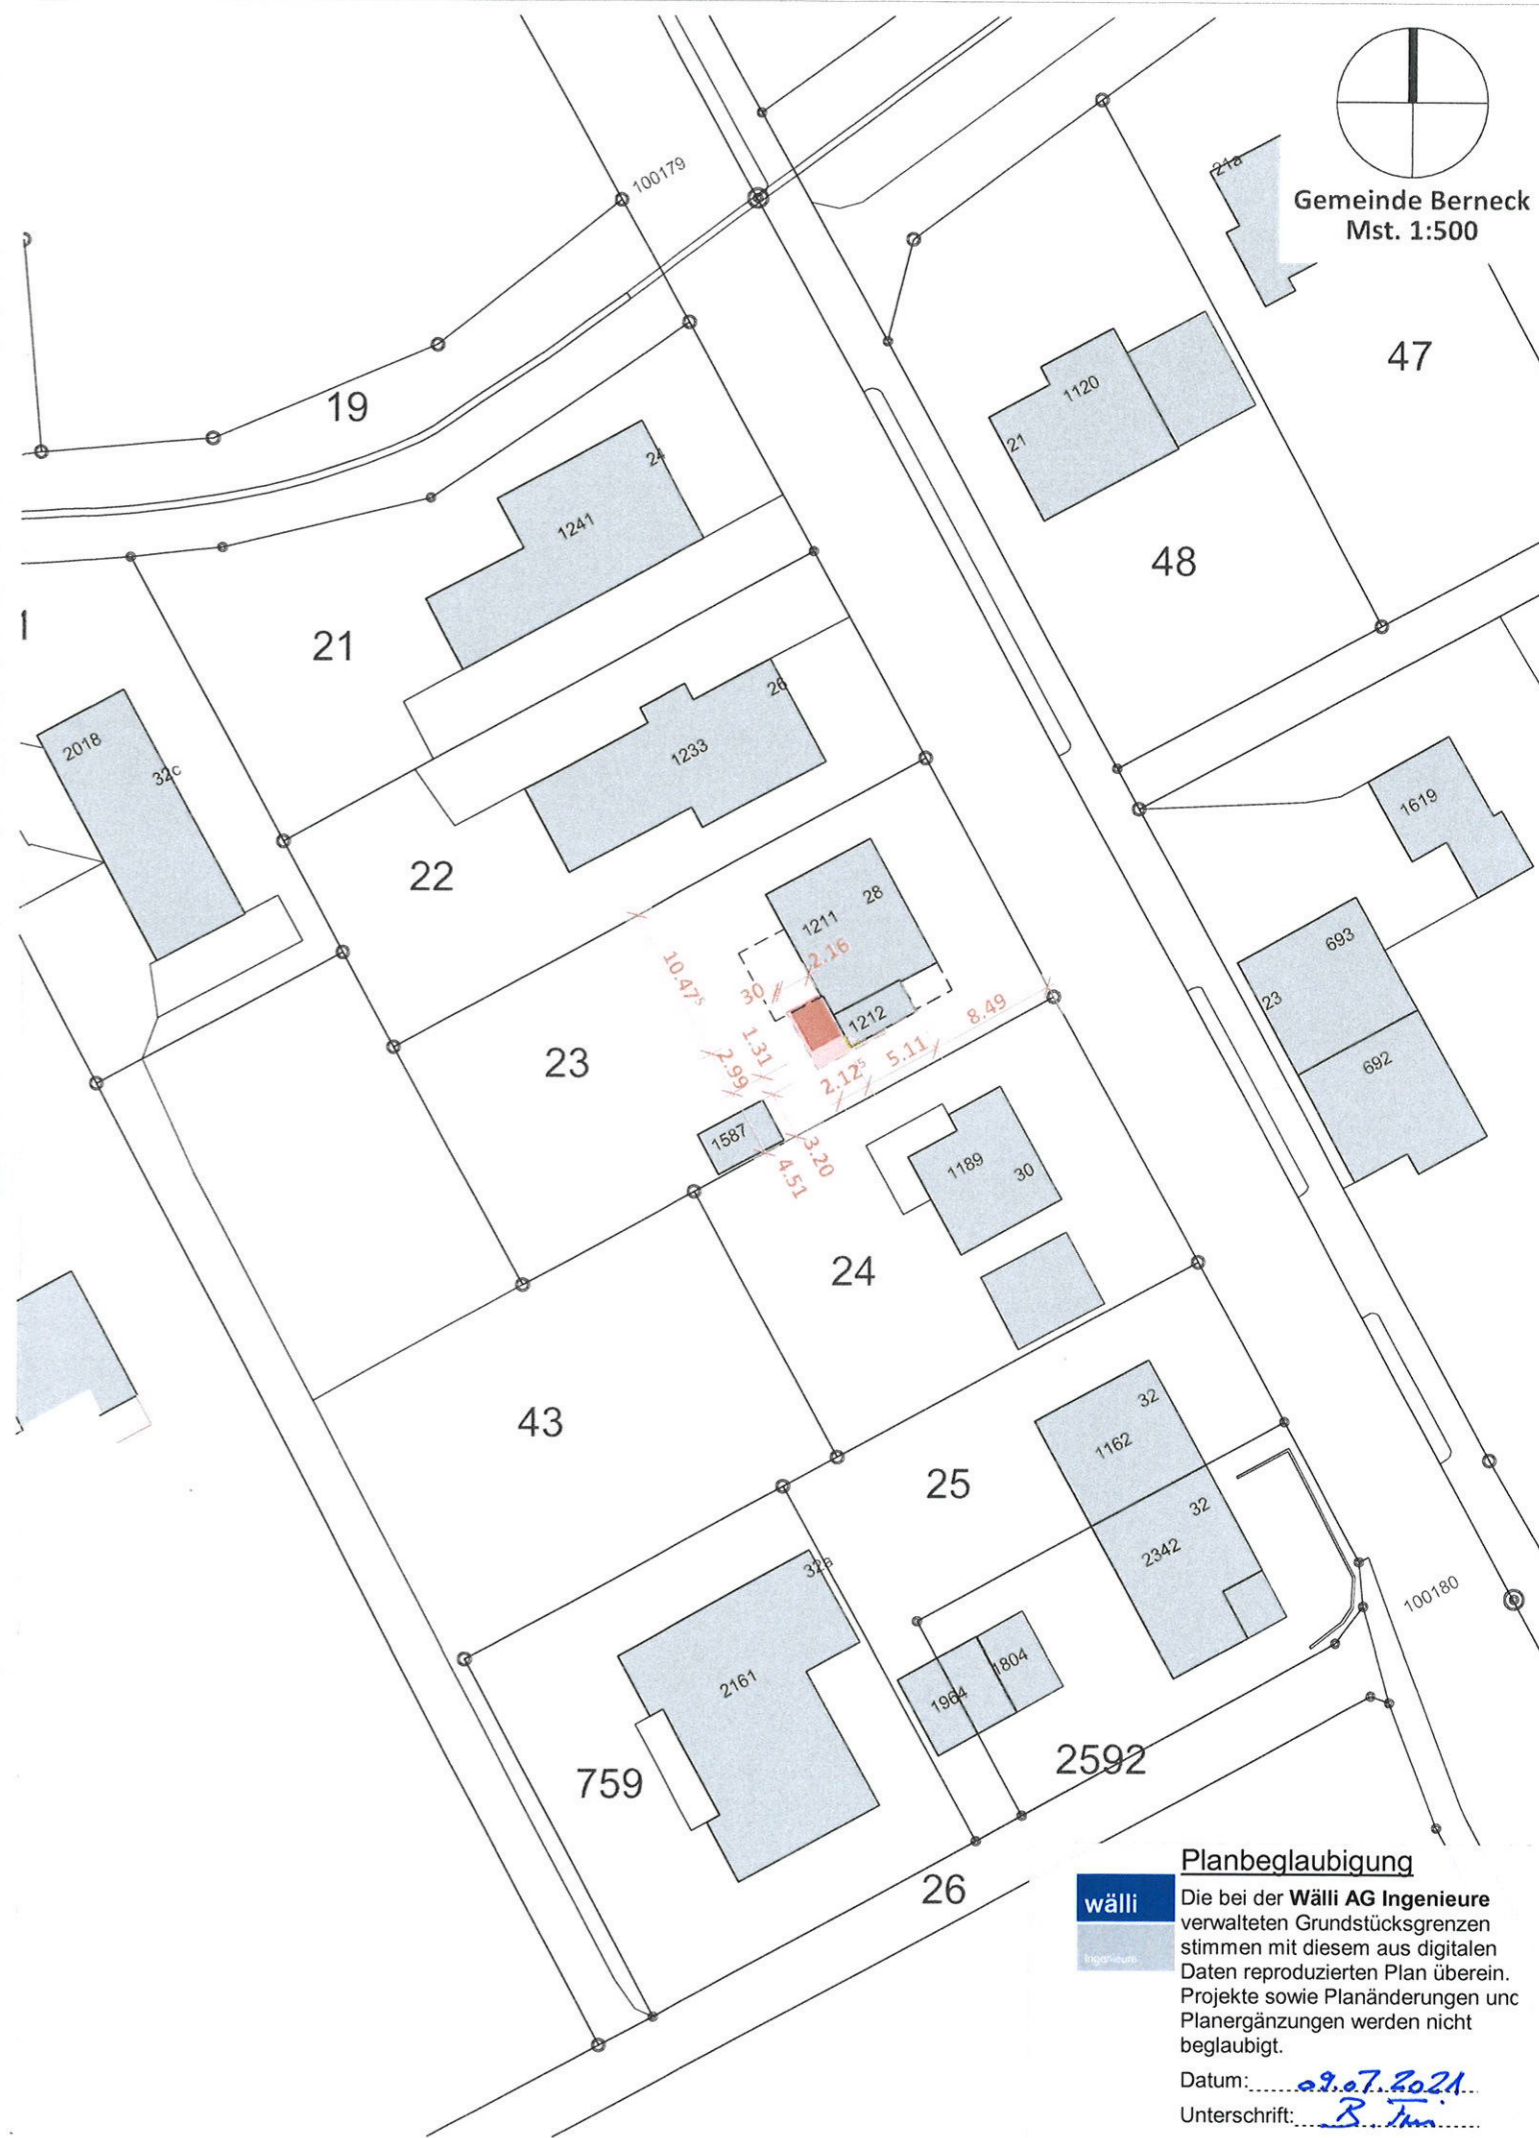 100179
21a
Gemeinde Berneck
Mst. 1:500
47
19
1120
21
24
1241
48
1
21
26
1233
2018
32c
1619
22
28
1211
693
2.16
10.47⁵
30
23
1212
8.49
1.31
2.99
5.11
2.12⁵
23
692
1587
3.20
4.51
1189
30
24
43
32
1162
25
32
2342
32a
100180
1804
1964
2161
2592
759
26
Planbeglaubigung
wälli
Ingenieure
Die bei der Wälli AG Ingenieure
verwalteten Grundstücksgrenzen
stimmen mit diesem aus digitalen
Daten reproduzierten Plan überein.
Projekte sowie Planänderungen und
Planergänzungen werden nicht
beglaubigt.
Datum: 09.07.2021
Unterschrift: B.